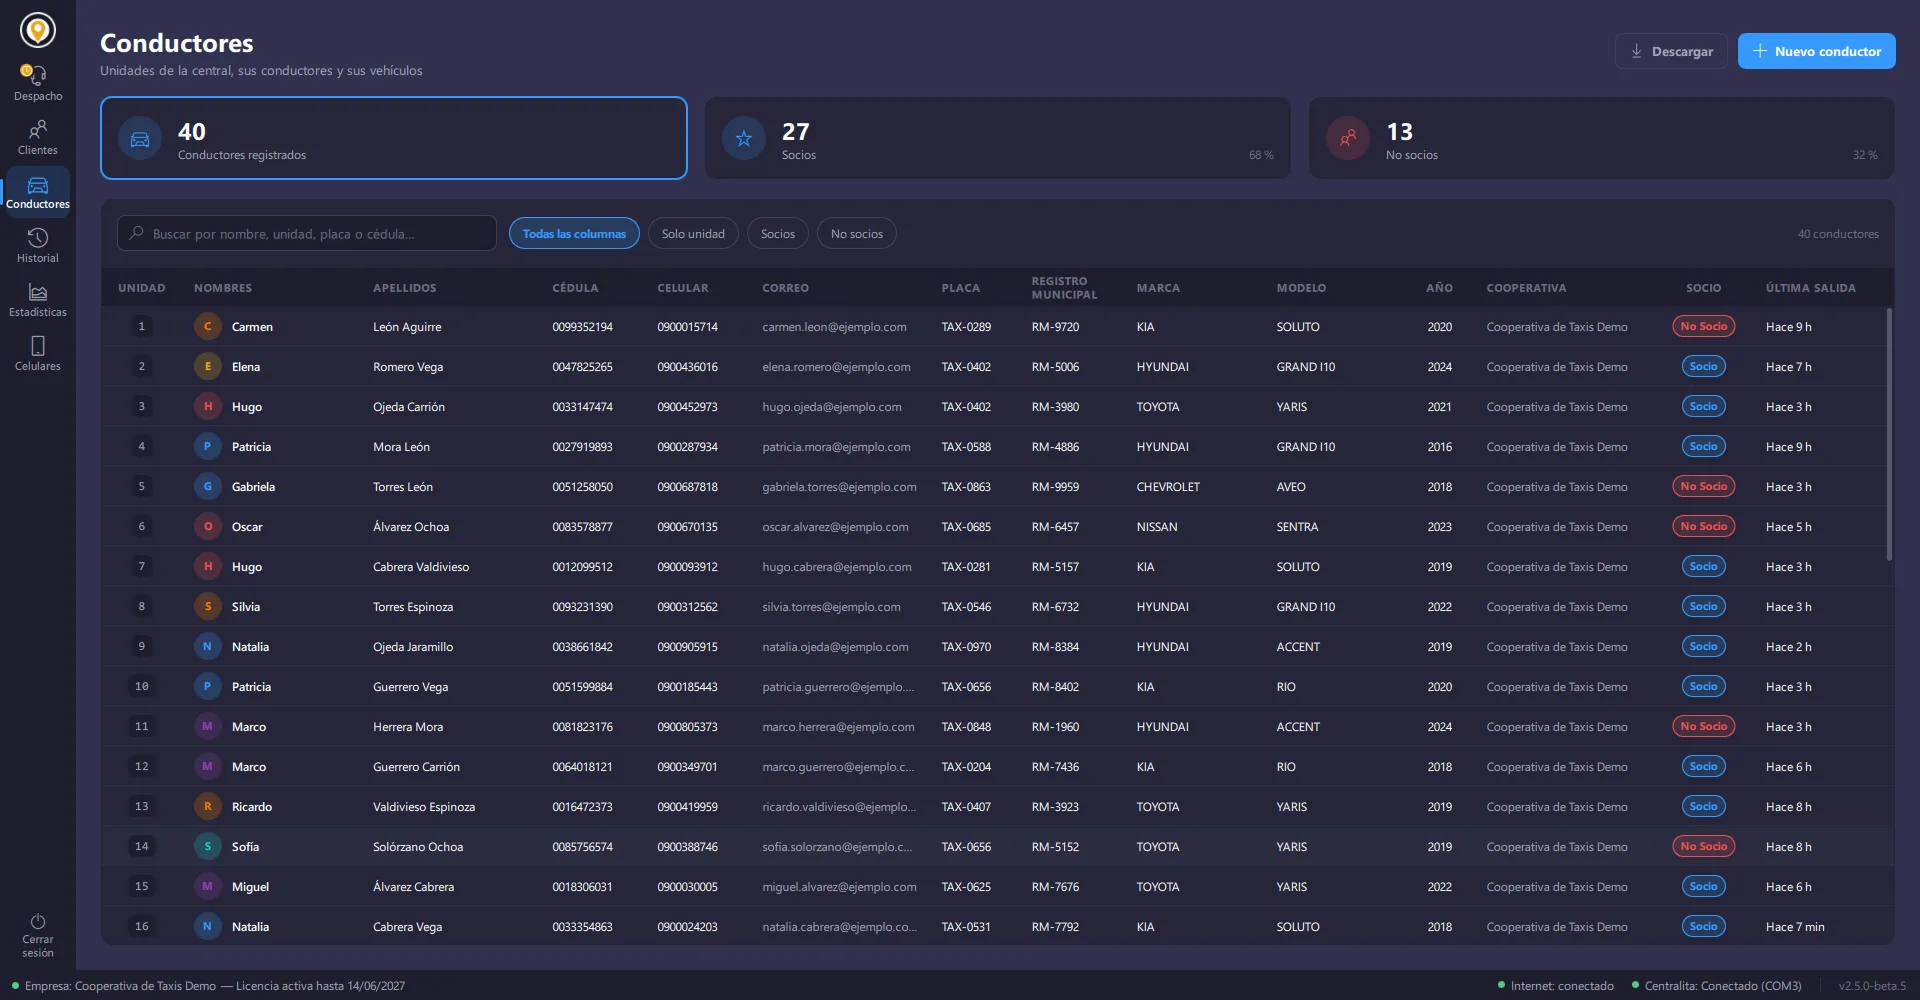 Conductores
Unidades de la central, sus conductores y sus vehículos
Descargar
Nuevo conductor
Despacho
Clientes
Conductores
Historial
Estadísticas
Celulares
Cerrar sesión
40
Conductores registrados
27
Socios
68 %
13
No socios
32 %
Buscar por nombre, unidad, placa o cédula...
Todas las columnas
Solo unidad
Socios
No socios
40 conductores
UNIDAD NOMBRES APELLIDOS CÉDULA CELULAR CORREO PLACA REGISTRO MUNICIPAL MARCA MODELO AÑO COOPERATIVA SOCIO ÚLTIMA SALIDA
1 C Carmen León Aguirre 0099352194 0900015714 carmen.leon@ejemplo.com TAX-0289 RM-9720 KIA SOLUTO 2020 Cooperativa de Taxis Demo No Socio Hace 9 h
2 E Elena Romero Vega 0047825265 0900436016 elena.romero@ejemplo.com TAX-0402 RM-5006 HYUNDAI GRAND I10 2024 Cooperativa de Taxis Demo Socio Hace 7 h
3 H Hugo Ojeda Carrión 0033147474 0900452973 hugo.ojeda@ejemplo.com TAX-0402 RM-3980 TOYOTA YARIS 2021 Cooperativa de Taxis Demo Socio Hace 3 h
4 P Patricia Mora León 0027919893 0900287934 patricia.mora@ejemplo.com TAX-0588 RM-4886 HYUNDAI GRAND I10 2016 Cooperativa de Taxis Demo Socio Hace 9 h
5 G Gabriela Torres León 0051258050 0900687818 gabriela.torres@ejemplo.com TAX-0863 RM-9959 CHEVROLET AVEO 2018 Cooperativa de Taxis Demo No Socio Hace 3 h
6 O Oscar Álvarez Ochoa 0083578877 0900670135 oscar.alvarez@ejemplo.com TAX-0685 RM-6457 NISSAN SENTRA 2023 Cooperativa de Taxis Demo No Socio Hace 5 h
7 H Hugo Cabrera Valdivieso 0012099512 0900093912 hugo.cabrera@ejemplo.com TAX-0281 RM-5157 KIA SOLUTO 2019 Cooperativa de Taxis Demo Socio Hace 3 h
8 S Silvia Torres Espinoza 0093231390 0900312562 silvia.torres@ejemplo.com TAX-0546 RM-6732 HYUNDAI GRAND I10 2022 Cooperativa de Taxis Demo Socio Hace 3 h
9 N Natalia Ojeda Jaramillo 0038661842 0900905915 natalia.ojeda@ejemplo.com TAX-0970 RM-8384 HYUNDAI ACCENT 2019 Cooperativa de Taxis Demo Socio Hace 2 h
10 P Patricia Guerrero Vega 0051599884 0900185443 patricia.guerrero@ejemplo.... TAX-0656 RM-8402 KIA RIO 2020 Cooperativa de Taxis Demo Socio Hace 3 h
11 M Marco Herrera Mora 0081823176 0900805373 marco.herrera@ejemplo.com TAX-0848 RM-1960 HYUNDAI ACCENT 2024 Cooperativa de Taxis Demo No Socio Hace 3 h
12 M Marco Guerrero Carrión 0064018121 0900349701 marco.guerrero@ejemplo.c... TAX-0204 RM-7436 KIA RIO 2018 Cooperativa de Taxis Demo Socio Hace 6 h
13 R Ricardo Valdivieso Espinoza 0016472373 0900419959 ricardo.valdivieso@ejemplo... TAX-0407 RM-3923 TOYOTA YARIS 2019 Cooperativa de Taxis Demo Socio Hace 8 h
14 S Sofía Solórzano Ochoa 0085756574 0900388746 sofia.solorzano@ejemplo.c... TAX-0656 RM-5152 TOYOTA YARIS 2019 Cooperativa de Taxis Demo No Socio Hace 8 h
15 M Miguel Álvarez Cabrera 0018306031 0900030005 miguel.alvarez@ejemplo.com TAX-0625 RM-7676 TOYOTA YARIS 2022 Cooperativa de Taxis Demo Socio Hace 6 h
16 N Natalia Cabrera Vega 0033354863 0900024203 natalia.cabrera@ejemplo.co... TAX-0531 RM-7792 KIA SOLUTO 2018 Cooperativa de Taxis Demo Socio Hace 7 min
Empresa: Cooperativa de Taxis Demo — Licencia activa hasta 14/06/2027
Internet: conectado
Centralita: Conectado (COM3)
v2.5.0-beta.5